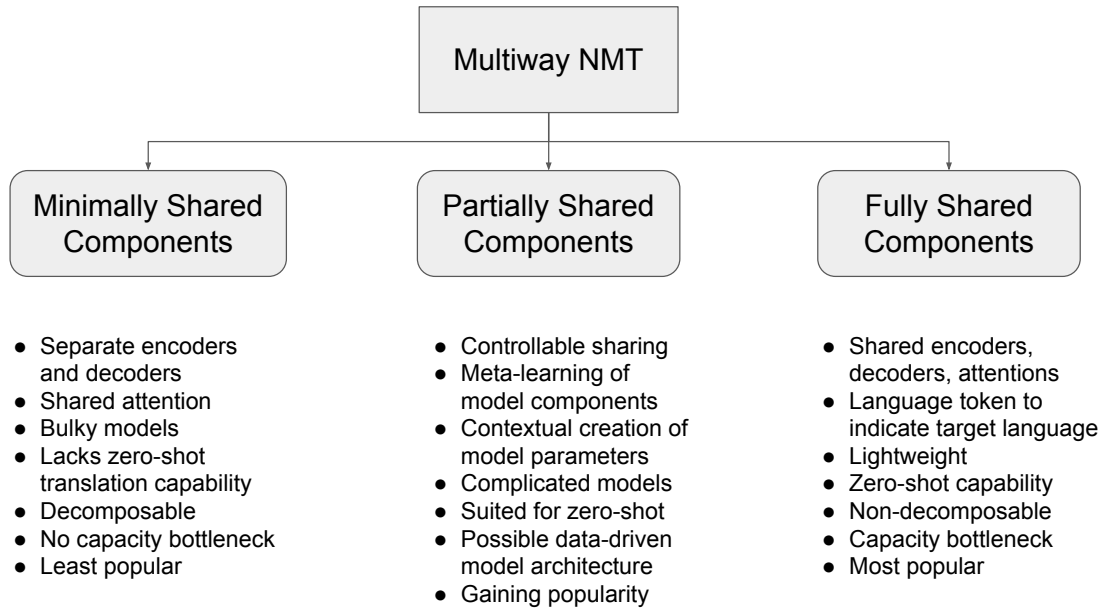 Multiway NMT
Minimally Shared
Components
Partially Shared
Components
Fully Shared
Components
● Separate encoders
and decoders
● Shared attention
● Bulky models
● Lacks zero-shot
translation capability
● Decomposable
● No capacity bottleneck
● Least popular
● Controllable sharing
● Meta-learning of
model components
● Contextual creation of
model parameters
● Complicated models
● Suited for zero-shot
● Possible data-driven
model architecture
● Gaining popularity
● Shared encoders,
decoders, attentions
● Language token to
indicate target language
● Lightweight
● Zero-shot capability
● Non-decomposable
● Capacity bottleneck
● Most popular